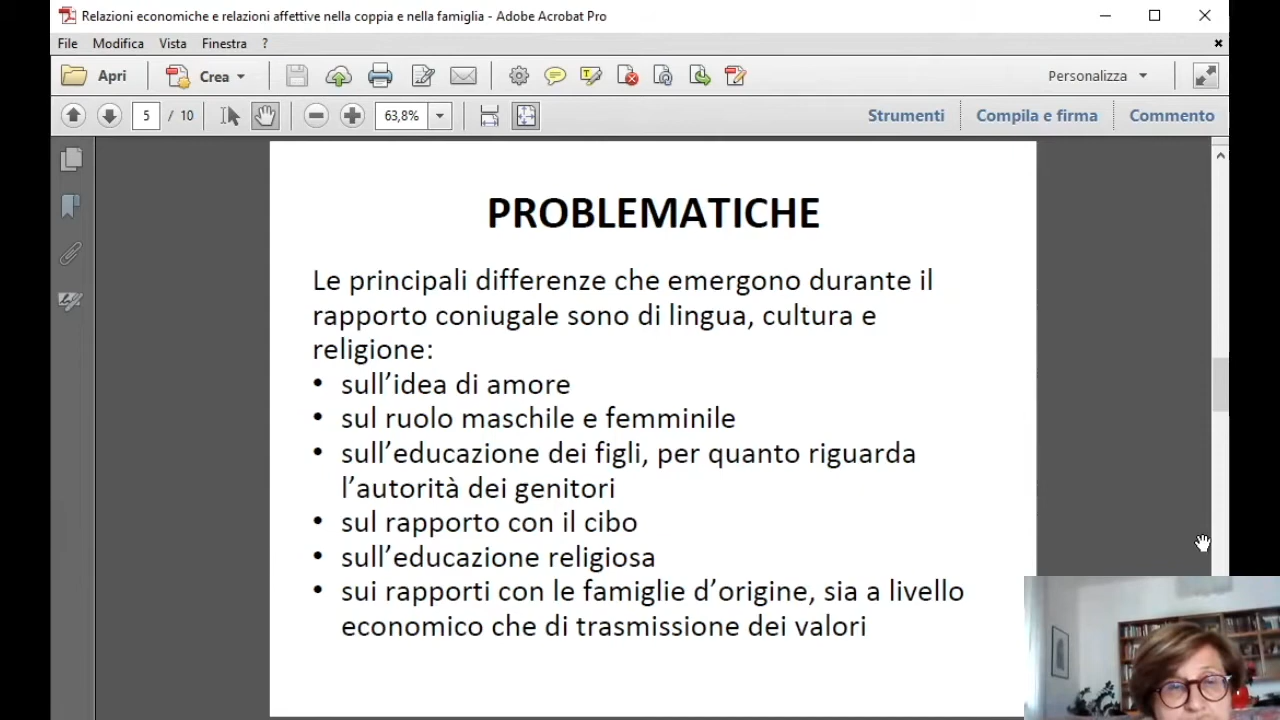 Relazioni economiche e relazioni affettive nella coppia e nella famiglia - Adobe Acrobat Pro
File Modifica Vista Finestra ?
Apri Crea Personalizza
5 / 10 63,8% Strumenti Compila e firma Commento
PROBLEMATICHE
Le principali differenze che emergono durante il
rapporto coniugale sono di lingua, cultura e
religione:
• sull’idea di amore
• sul ruolo maschile e femminile
• sull’educazione dei figli, per quanto riguarda
l’autorità dei genitori
• sul rapporto con il cibo
• sull’educazione religiosa
• sui rapporti con le famiglie d’origine, sia a livello
economico che di trasmissione dei valori